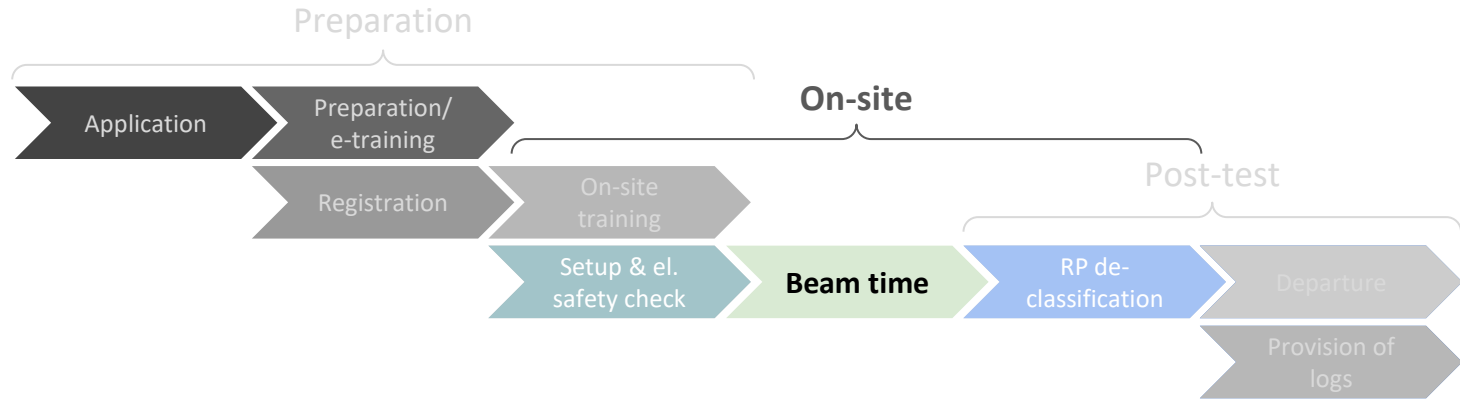 Preparation
On-site
Application
Preparation/
e-training
Post-test
Registration
On-site
training
Setup & el.
safety check
Beam time
RP de-
classification
Departure
Provision of
logs